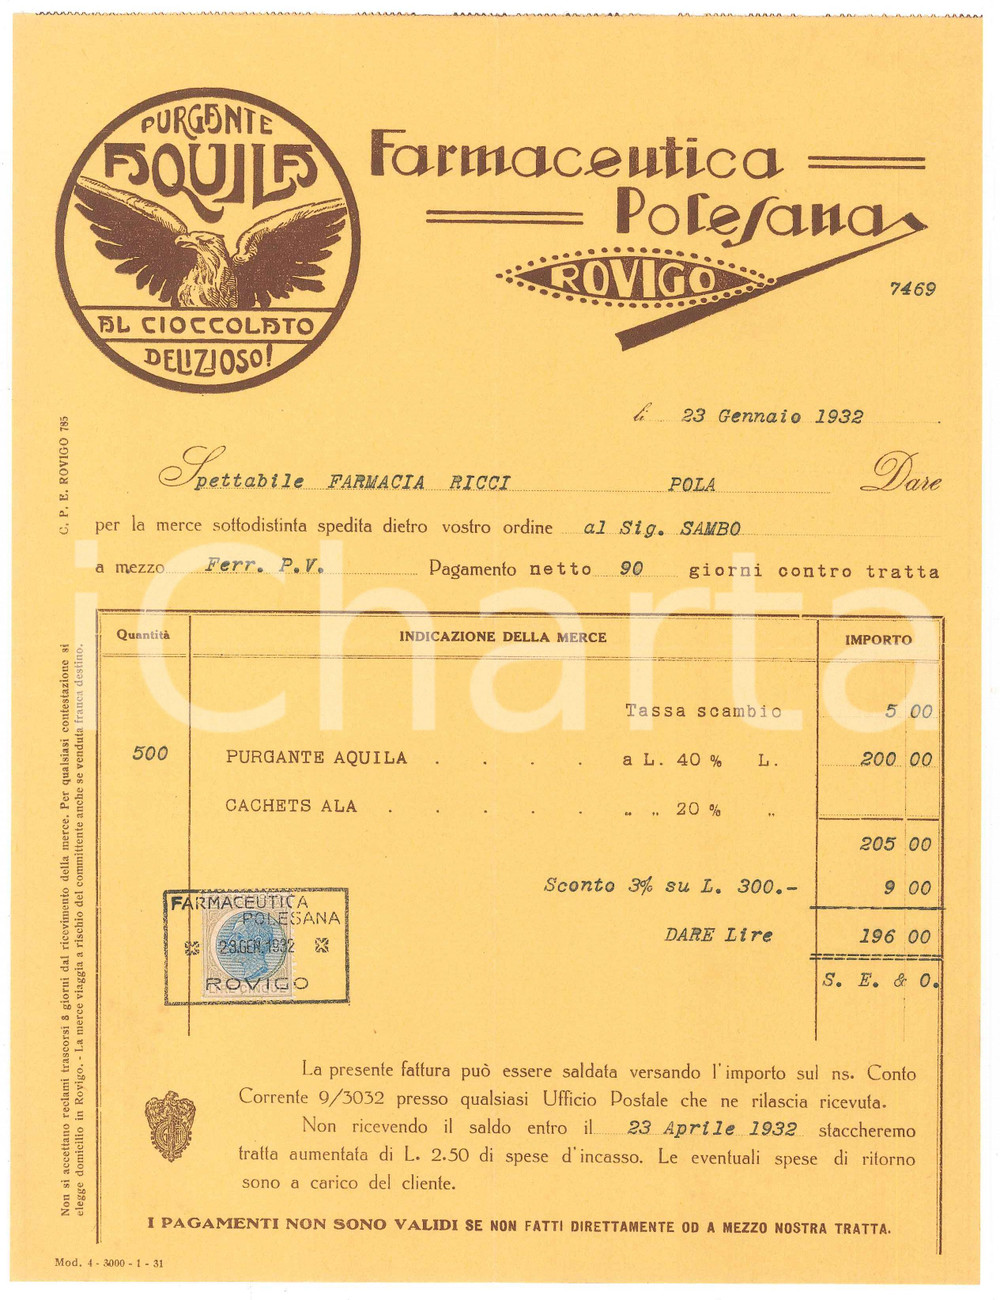 PURGANTE
AQUILA
AL CIOCCOLATO
DELIZIOSO!
Farmaceutica
Polesana
ROVIGO
7469
lì 23 Gennaio 1932
Spettabile FARMACIA RICCI POLA Dare
per la merce sottodistinta spedita dietro vostro ordine al Sig. SAMBO
a mezzo Ferr. P.V. Pagamento netto 90 giorni contro tratta
Quantità INDICAZIONE DELLA MERCE IMPORTO
Tassa scambio 5 00
500 PURGANTE AQUILA . . . . a L. 40 % L. 200 00
CACHETS ALA . . . . . „ „ 20 % „
205 00
Sconto 3% su L. 300.- 9 00
DARE Lire 196 00
S. E. & O.
FARMACEUTICA
POLESANA
23.GEN.1932
ROVIGO
LIRE CINQUE
La presente fattura può essere saldata versando l'importo sul ns. Conto
Corrente 9/3032 presso qualsiasi Ufficio Postale che ne rilascia ricevuta.
Non ricevendo il saldo entro il 23 Aprile 1932 staccheremo
tratta aumentata di L. 2.50 di spese d'incasso. Le eventuali spese di ritorno
sono a carico del cliente.
I PAGAMENTI NON SONO VALIDI SE NON FATTI DIRETTAMENTE OD A MEZZO NOSTRA TRATTA.
Mod. 4 - 3000 - 1 - 31
C. P. E. ROVIGO 785
Non si accettano reclami trascorsi 8 giorni dal ricevimento della merce. Per qualsiasi contestazione si
elegge domicilio in Rovigo. - La merce viaggia a rischio del committente anche se venduta franca destino.
iCharta